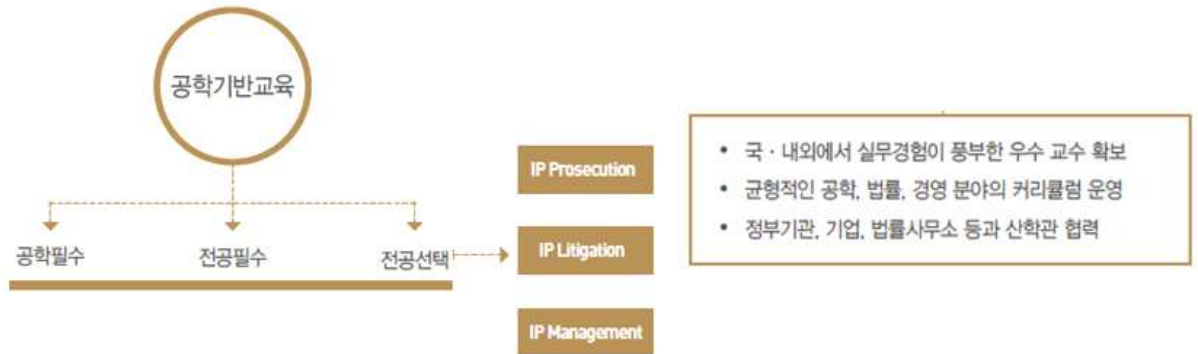 공학기반교육
공학필수
전공필수
전공선택
IP Prosecution
IP Litigation
IP Management
• 국 · 내외에서 실무경험이 풍부한 우수 교수 확보
• 균형적인 공학, 법률, 경영 분야의 커리큘럼 운영
• 정부기관, 기업, 법률사무소 등과 산학관 협력